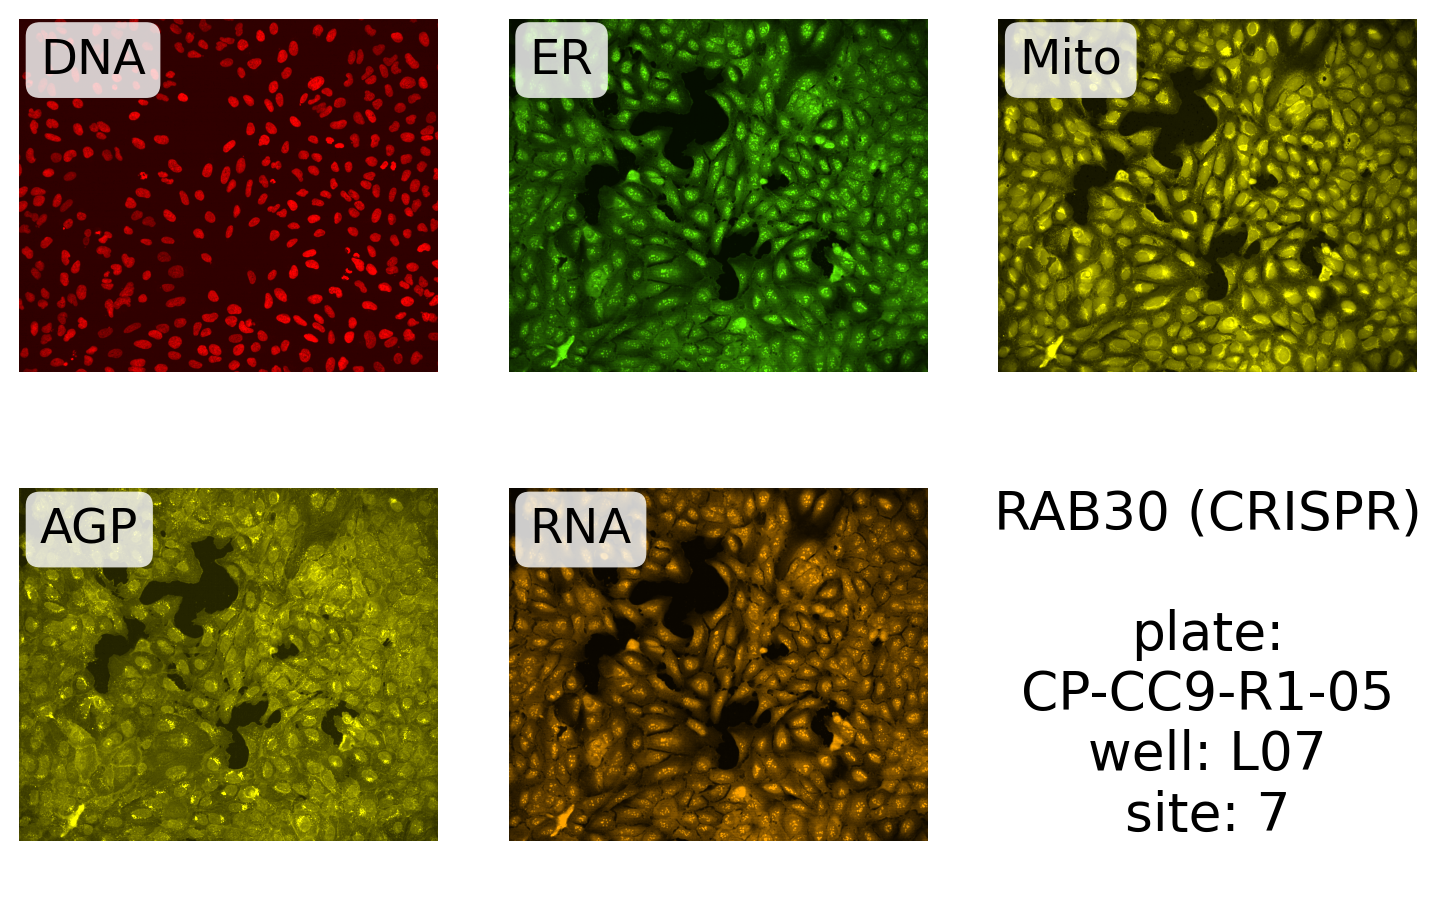 DNA
ER
Mito
AGP
RNA
RAB30 (CRISPR)
plate:
CP-CC9-R1-05
well: L07
site: 7